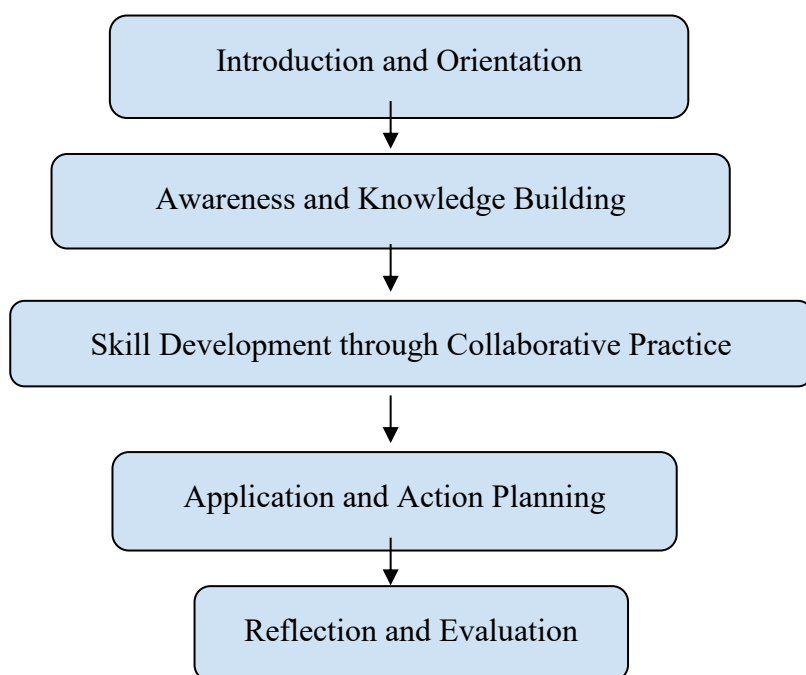 Introduction and Orientation
Awareness and Knowledge Building
Skill Development through Collaborative Practice
Application and Action Planning
Reflection and Evaluation